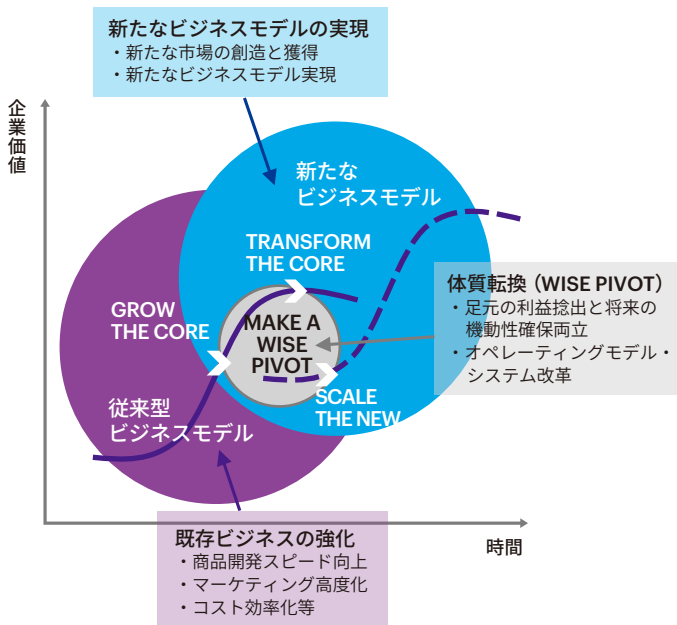 新たなビジネスモデルの実現
・新たな市場の創造と獲得
・新たなビジネスモデル実現
企業価値
新たな
ビジネスモデル
TRANSFORM
THE CORE
体質転換（WISE PIVOT）
・足元の利益捻出と将来の
機動性確保両立
・オペレーティングモデル・
システム改革
GROW
THE CORE
MAKE A
WISE
PIVOT
SCALE
THE NEW
従来型
ビジネスモデル
時間
既存ビジネスの強化
・商品開発スピード向上
・マーケティング高度化
・コスト効率化等